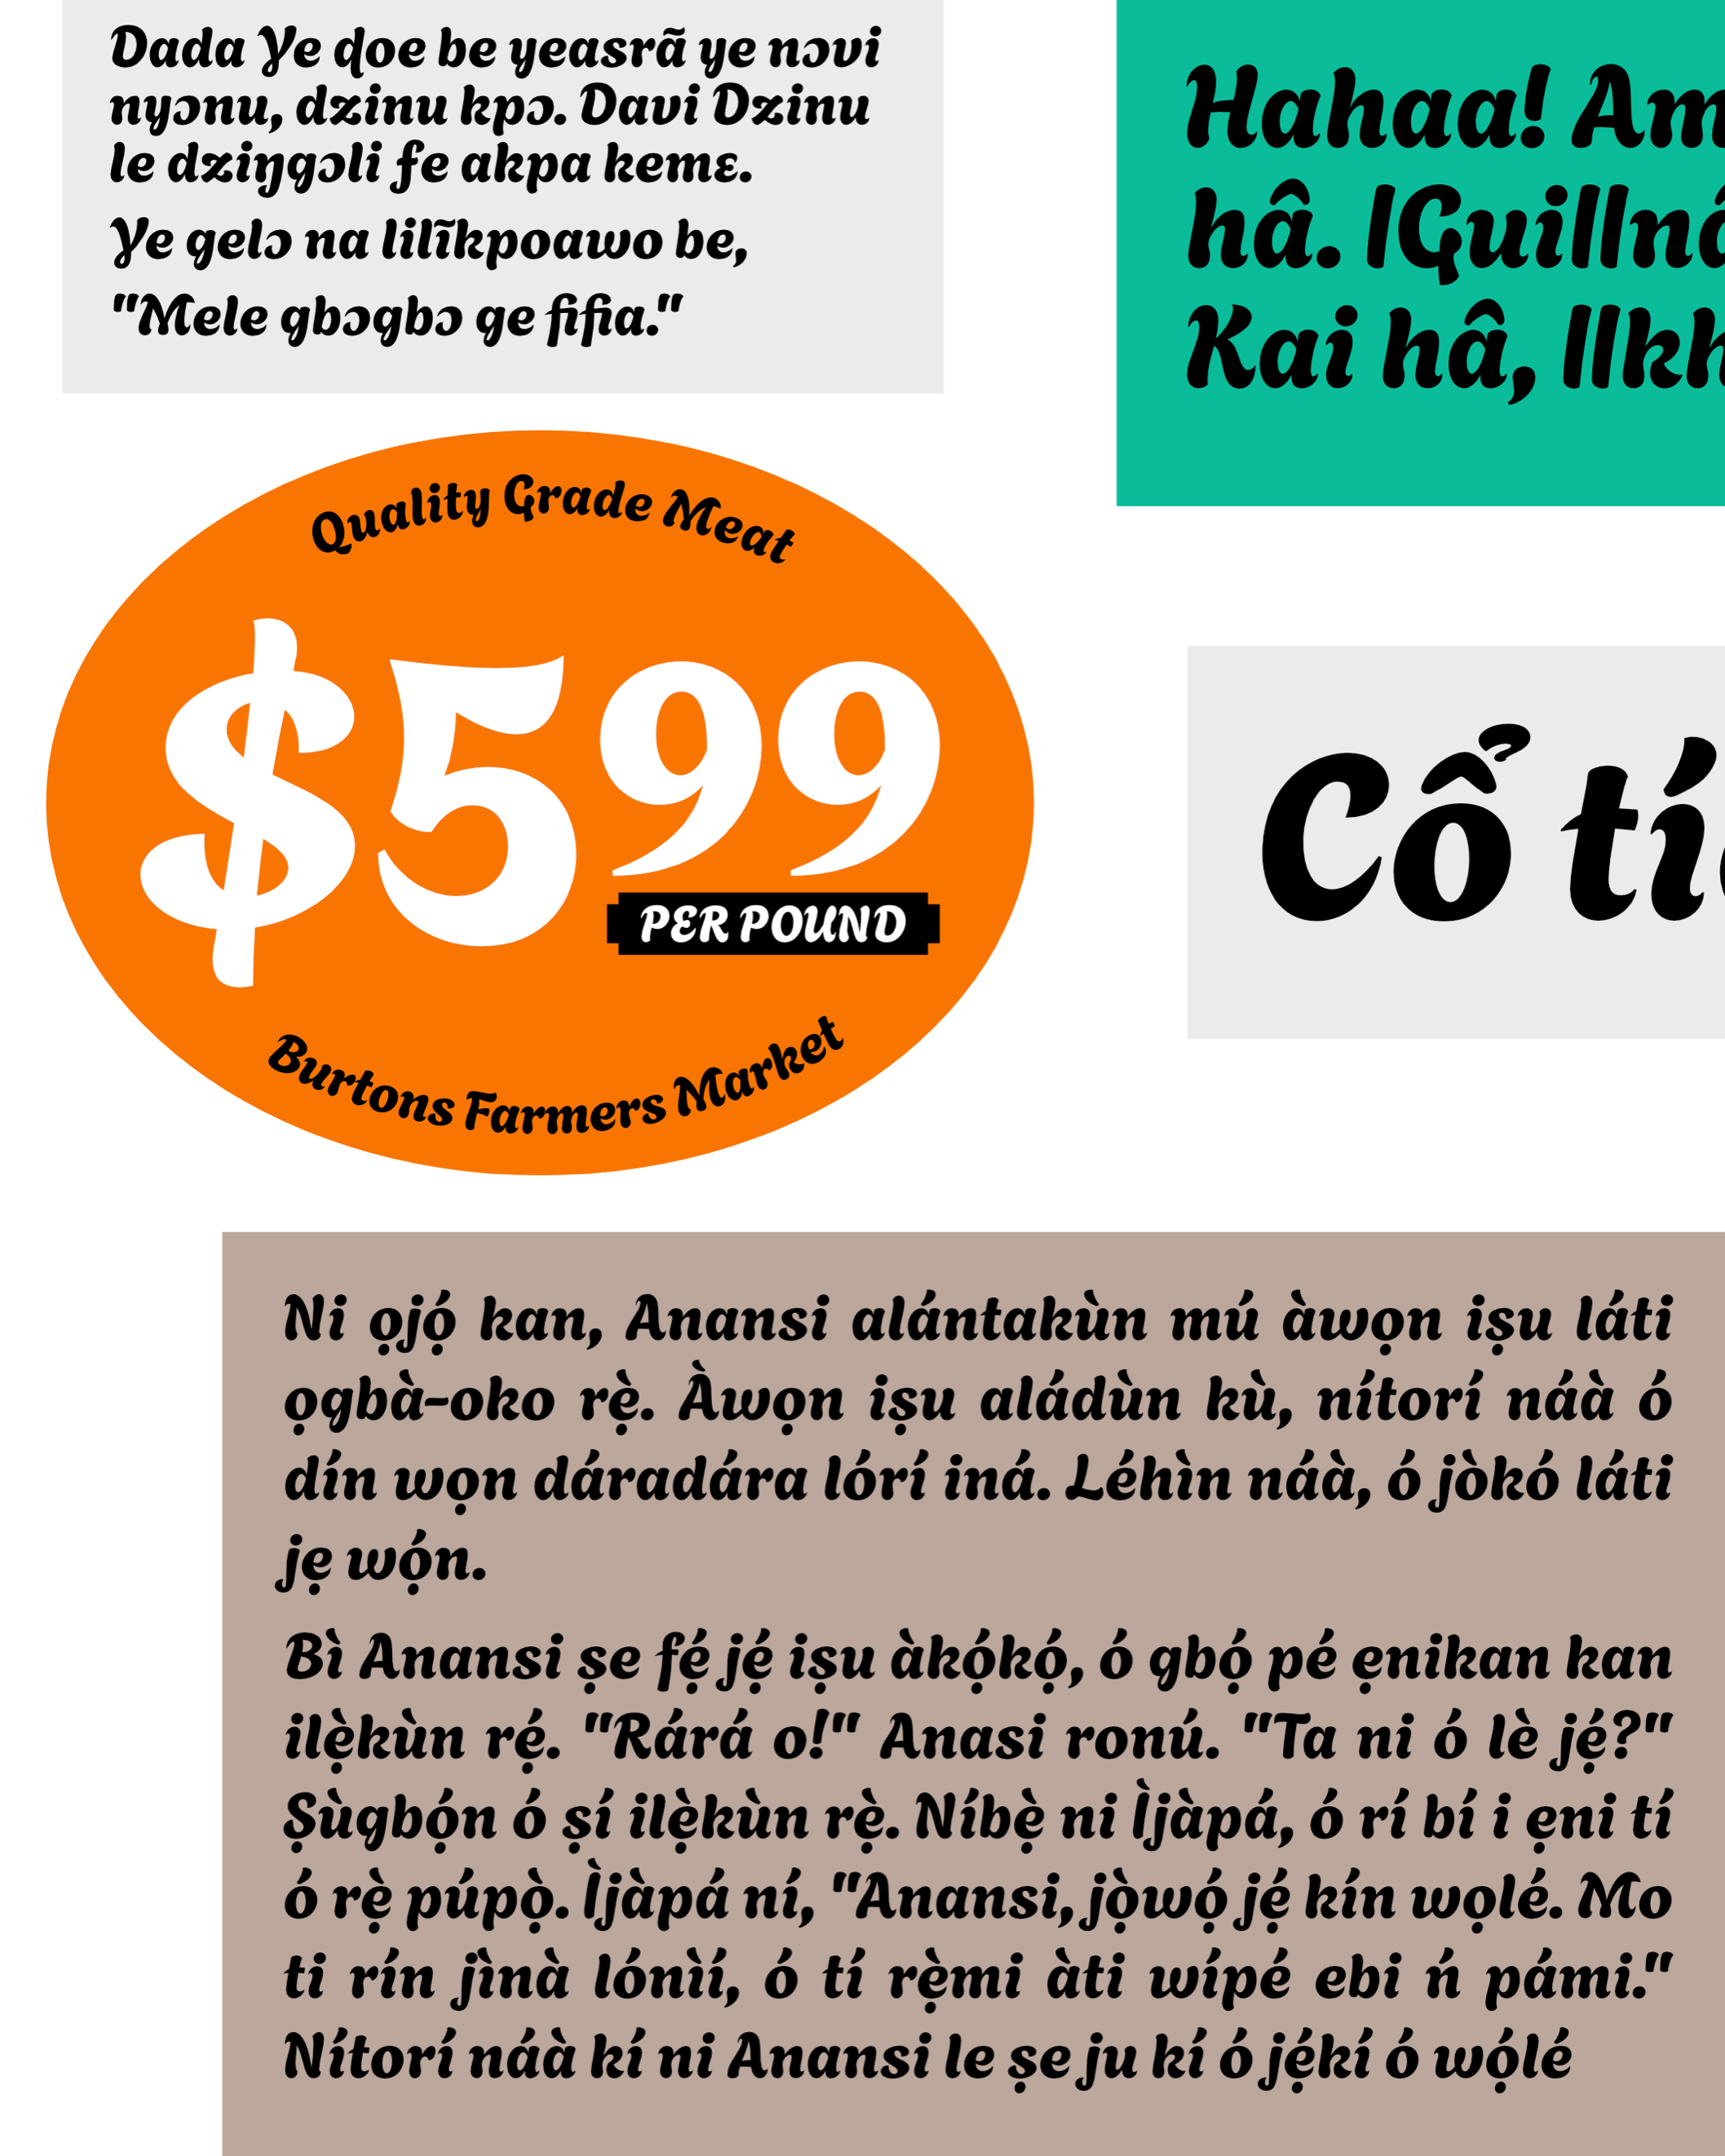 Dada Ƴe ɖoe be yeasrã ye nɔvi
nyɔnu, dzinu kpɔ. Davi Dzinu
le dziŋgɔli ƒe akpa kemɛ.
Ƴe gelɔ na lilĩkpoawo be,
"Mele gbɔgbɔ ge fifia."
Hahaa! Am
hâ. ǀGuiǁnâ
Kai hâ, ǁkh
Quality Grade Meat
$599
PER POUND
Burtons Farmers Market
Cổ tí
Ni ọjọ́ kan, Anansi alántakùn mú àwọn iṣu láti
ọgbà-oko rẹ̀. Àwọn iṣu aládùn kù, nítorí náà ó
dín wọn dáradára lórí iná. Léhìn náà, ó jòkó láti
jẹ wọ́n.
Bì Anansi ṣe fẹ́ jẹ́ iṣu àkọ́kọ́, ó gbọ́ pé ẹnikan kan
ilẹ̀kùn rẹ́. "Rárá o!" Anasi ronú. "Ta ni ó lè jẹ́?"
Ṣùgbọ́n ó ṣí ilẹ̀kùn rẹ̀. Níbẹ̀ ni Ìjàpá, ó rí bí i ẹni tí
ó rẹ̀ púpọ̀. Ìjàpá ní, "Anansi, jọ̀wọ́ jẹ́ kín wọlé. Mo
ti rín jìnà lónìí, ó tí rẹ̀mi àti wípé ebi ń pámi."
Nítorí náà kí ni Anansi le ṣe ju kí ó jẹ́kí ó wọ́lé